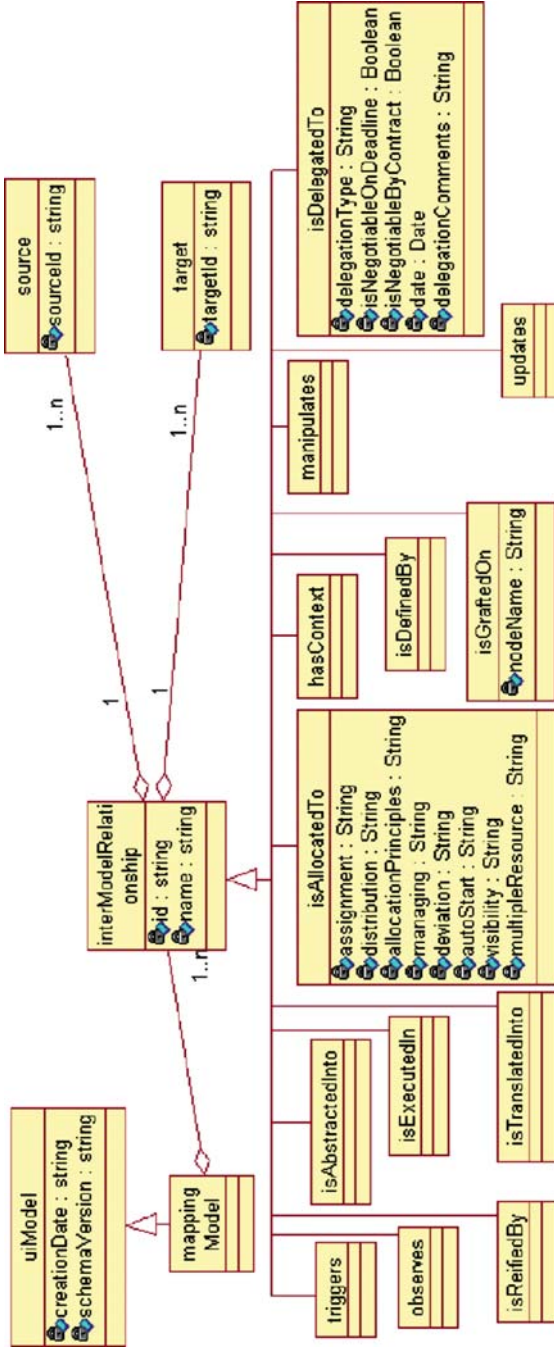 uiModel
creationDate : string
schemaVersion : string
mapping
Model
interModelRelati
onship
id : string
name : string
1..n
1
1
1..n
1..n
source
sourceId : string
target
targetId : string
triggers
observes
isReifiedBy
isAbstractedInto
isExecutedIn
isTranslatedInto
isAllocatedTo
assignment : String
distribution : String
allocationPrinciples : String
managing : String
deviation : String
autoStart : String
visibility : String
multipleResource : String
hasContext
isDefinedBy
isGraftedOn
nodeName : String
manipulates
updates
isDelegatedTo
delegationType : String
isNegotiableOnDeadline : Boolean
isNegotiableByContract : Boolean
date : Date
delegationComments : String